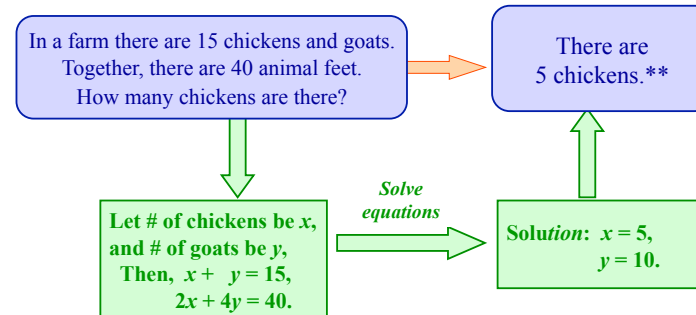 In a farm there are 15 chickens and goats.
Together, there are 40 animal feet.
How many chickens are there?
There are
5 chickens.**
Let # of chickens be x,
and # of goats be y,
Then, x + y = 15,
2x + 4y = 40.
Solve
equations
Solution: x = 5,
y = 10.